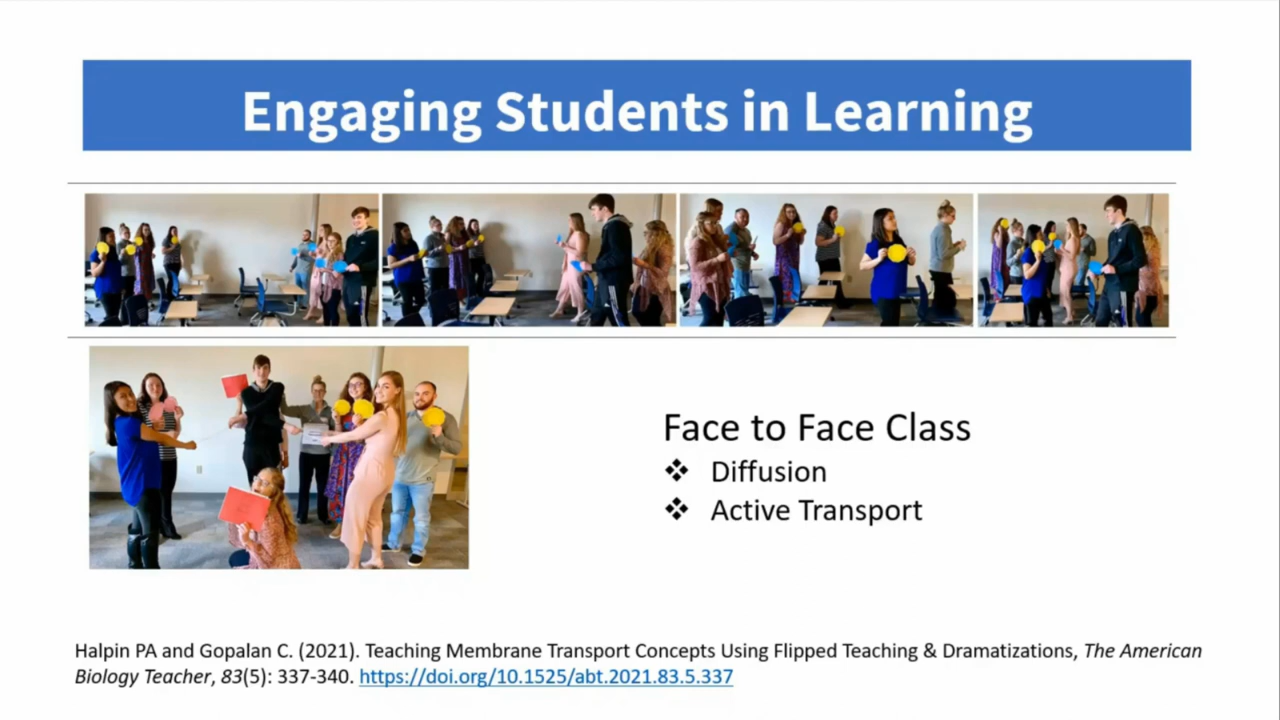 Engaging Students in Learning
Face to Face Class
❖ Diffusion
❖ Active Transport
Halpin PA and Gopalan C. (2021). Teaching Membrane Transport Concepts Using Flipped Teaching & Dramatizations, The American
Biology Teacher, 83(5): 337-340. https://doi.org/10.1525/abt.2021.83.5.337